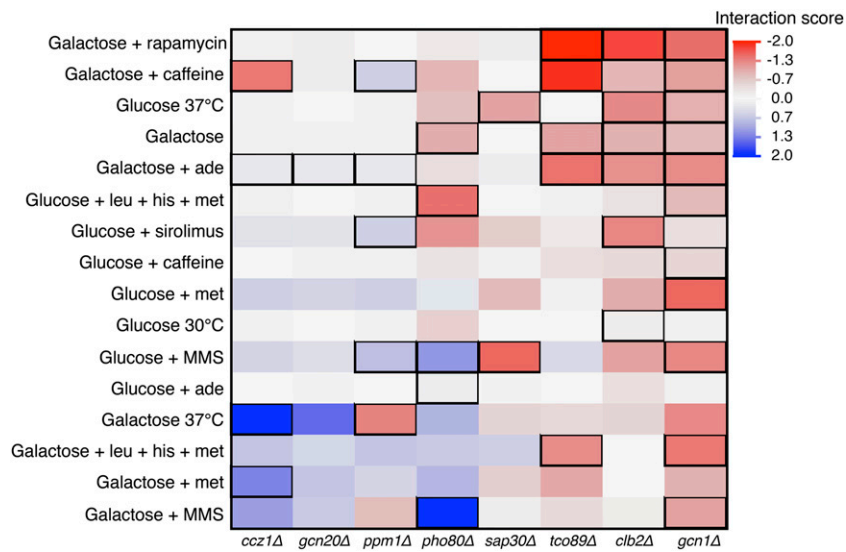 Interaction score
-2.0
-1.3
-0.7
0.0
0.7
1.3
2.0
Galactose + rapamycin
Galactose + caffeine
Glucose 37°C
Galactose
Galactose + ade
Glucose + leu + his + met
Glucose + sirolimus
Glucose + caffeine
Glucose + met
Glucose 30°C
Glucose + MMS
Glucose + ade
Galactose 37°C
Galactose + leu + his + met
Galactose + met
Galactose + MMS
ccz1Δ gcn20Δ ppm1Δ pho80Δ sap30Δ tco89Δ clb2Δ gcn1Δ